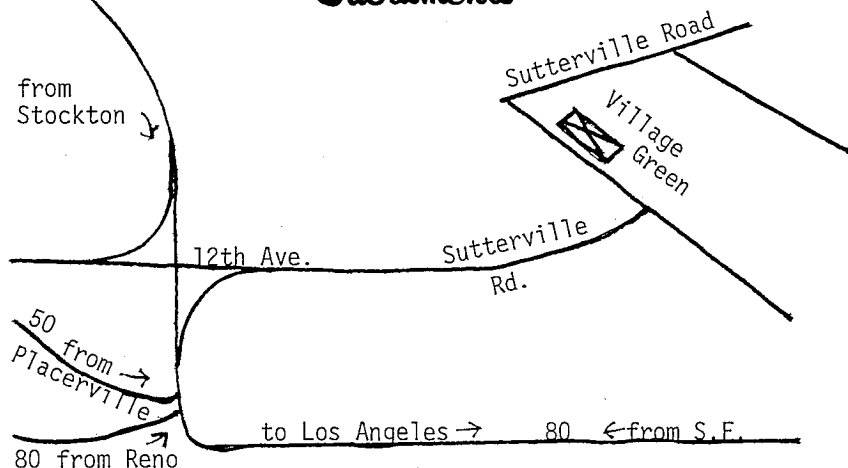 Sutterville Road
from
Stockton
Village
Green
12th Ave.
Sutterville
Rd.
50 from
Placerville
to Los Angeles → 80 ← from S.F.
80 from Reno